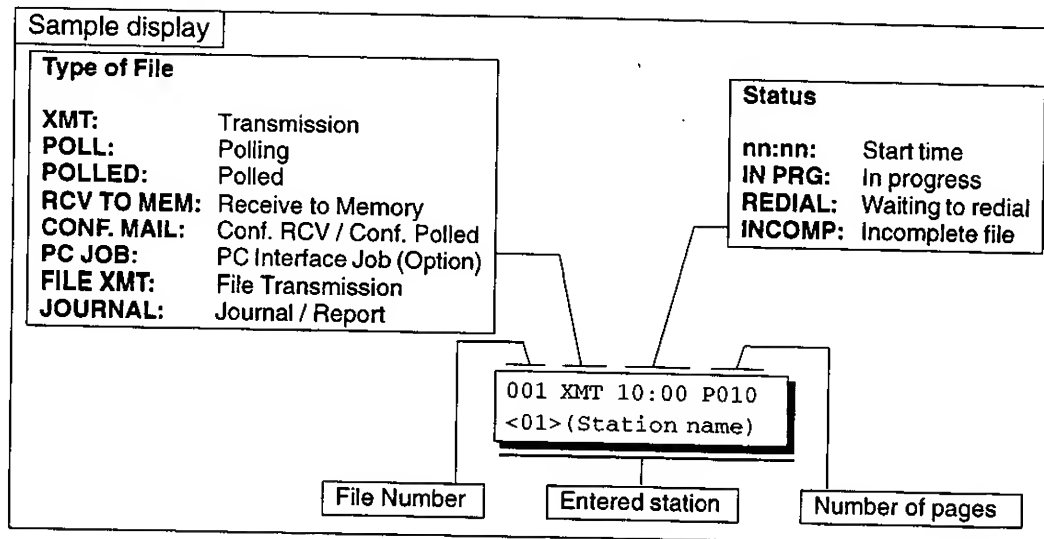 Sample display
Type of File
XMT: Transmission
POLL: Polling
POLLED: Polled
RCV TO MEM: Receive to Memory
CONF. MAIL: Conf. RCV / Conf. Polled
PC JOB: PC Interface Job (Option)
FILE XMT: File Transmission
JOURNAL: Journal / Report
Status
nn:nn: Start time
IN PRG: In progress
REDIAL: Waiting to redial
INCOMP: Incomplete file
001 XMT 10:00 P010
<01>(Station name)
File Number
Entered station
Number of pages